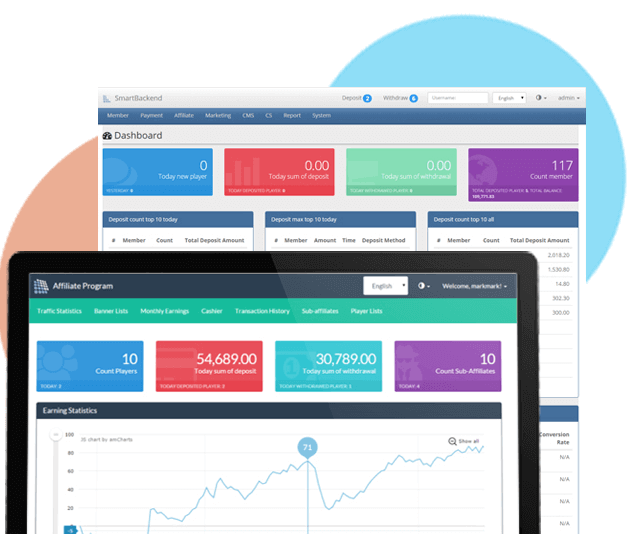 SmartBackend
Deposit 2 Withdraw 6 Username: English admin
Member Payment Affiliate Marketing CMS CS Report System
Dashboard
0
Today new player
YESTERDAY: 0
0.00
Today sum of deposit
TODAY DEPOSITED PLAYER: 0
0.00
Today sum of withdrawal
TODAY WITHDRAWED PLAYER: 0
117
Count member
TOTAL DEPOSITED PLAYER: 5, TOTAL BALANCE:
Deposit count top 10 today
# Member Count Total Deposit Amount
Deposit max top 10 today
# Member Amount Time Deposit Method
Deposit count top 10 all
# Member Count Total Deposit Amount
2,018.20
1,530.80
14.80
302.30
300.00
Conversion
Rate
N/A
N/A
N/A
N/A
Affiliate Program
English
Welcome, markmark!
Traffic Statistics Banner Lists Monthly Earnings Cashier Transaction History Sub-affiliates Player Lists
10
Count Players
TODAY: 2
54,689.00
Today sum of deposit
TODAY DEPOSITED PLAYER: 2
30,789.00
Today sum of withdrawal
TODAY WITHDRAWED PLAYER: 1
10
Count Sub-Affiliates
TODAY: 4
Earning Statistics
100
JS chart by amCharts
71
Show all
80
60
40
20
0